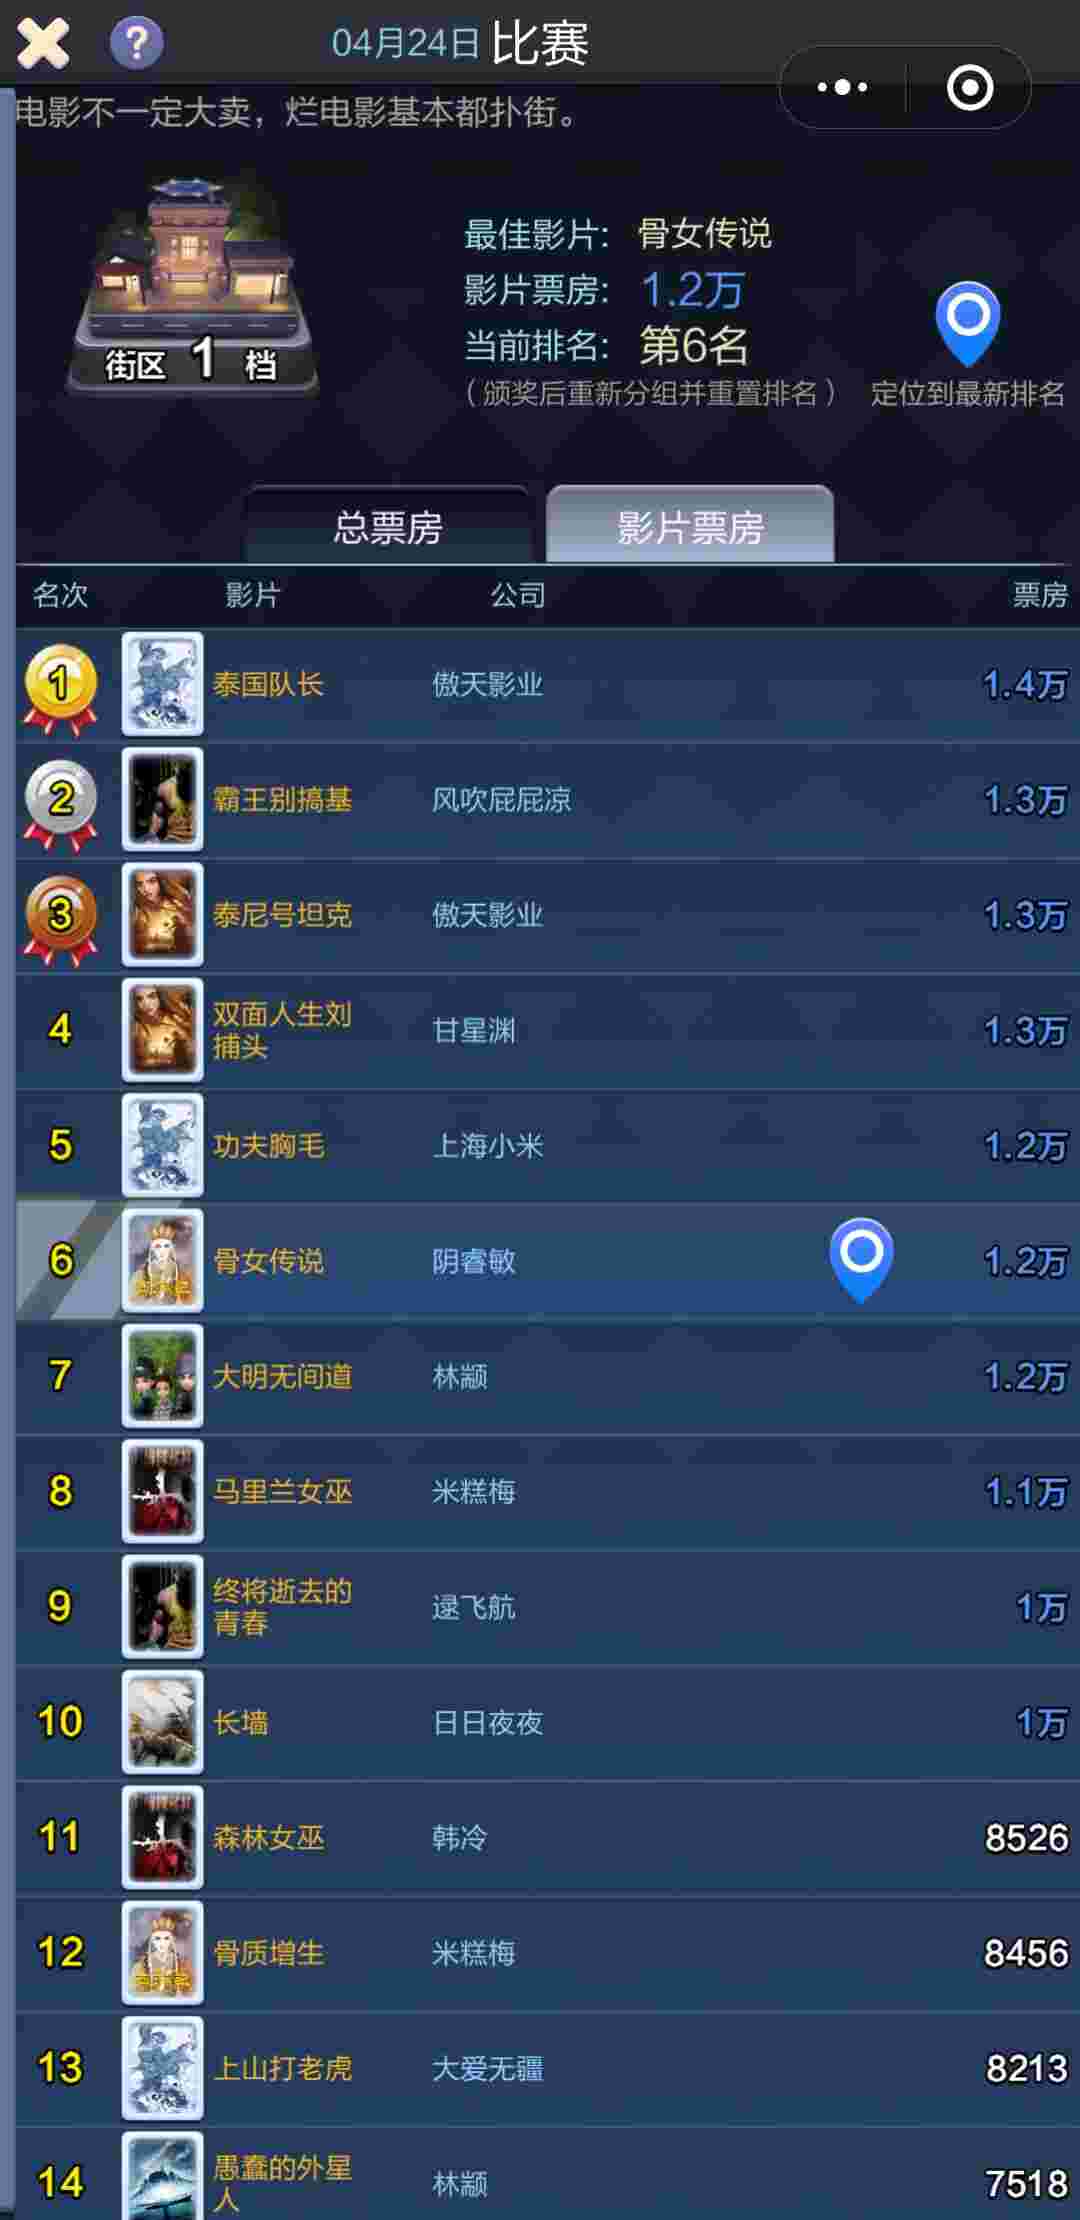 04月24日 比赛
电影不一定大卖，烂电影基本都扑街。
最佳影片: 骨女传说
影片票房: 1.2万
当前排名: 第6名
（颁奖后重新分组并重置排名） 定位到最新排名
街区 1 档
总票房 影片票房
名次 影片 公司 票房
1 泰国队长 傲天影业 1.4万
2 霸王别搞基 风吹屁屁凉 1.3万
3 泰尼号坦克 傲天影业 1.3万
4 双面人生刘
捕头 甘星渊 1.3万
5 功夫胸毛 上海小米 1.2万
6 骨女传说 阴睿敏 1.2万
7 大明无间道 林颛 1.2万
8 马里兰女巫 米糕梅 1.1万
9 终将逝去的
青春 逯飞航 1万
10 长墙 日日夜夜 1万
11 森林女巫 韩冷 8526
12 骨质增生 米糕梅 8456
13 上山打老虎 大爱无疆 8213
14 愚蠢的外星
人 林颛 7518